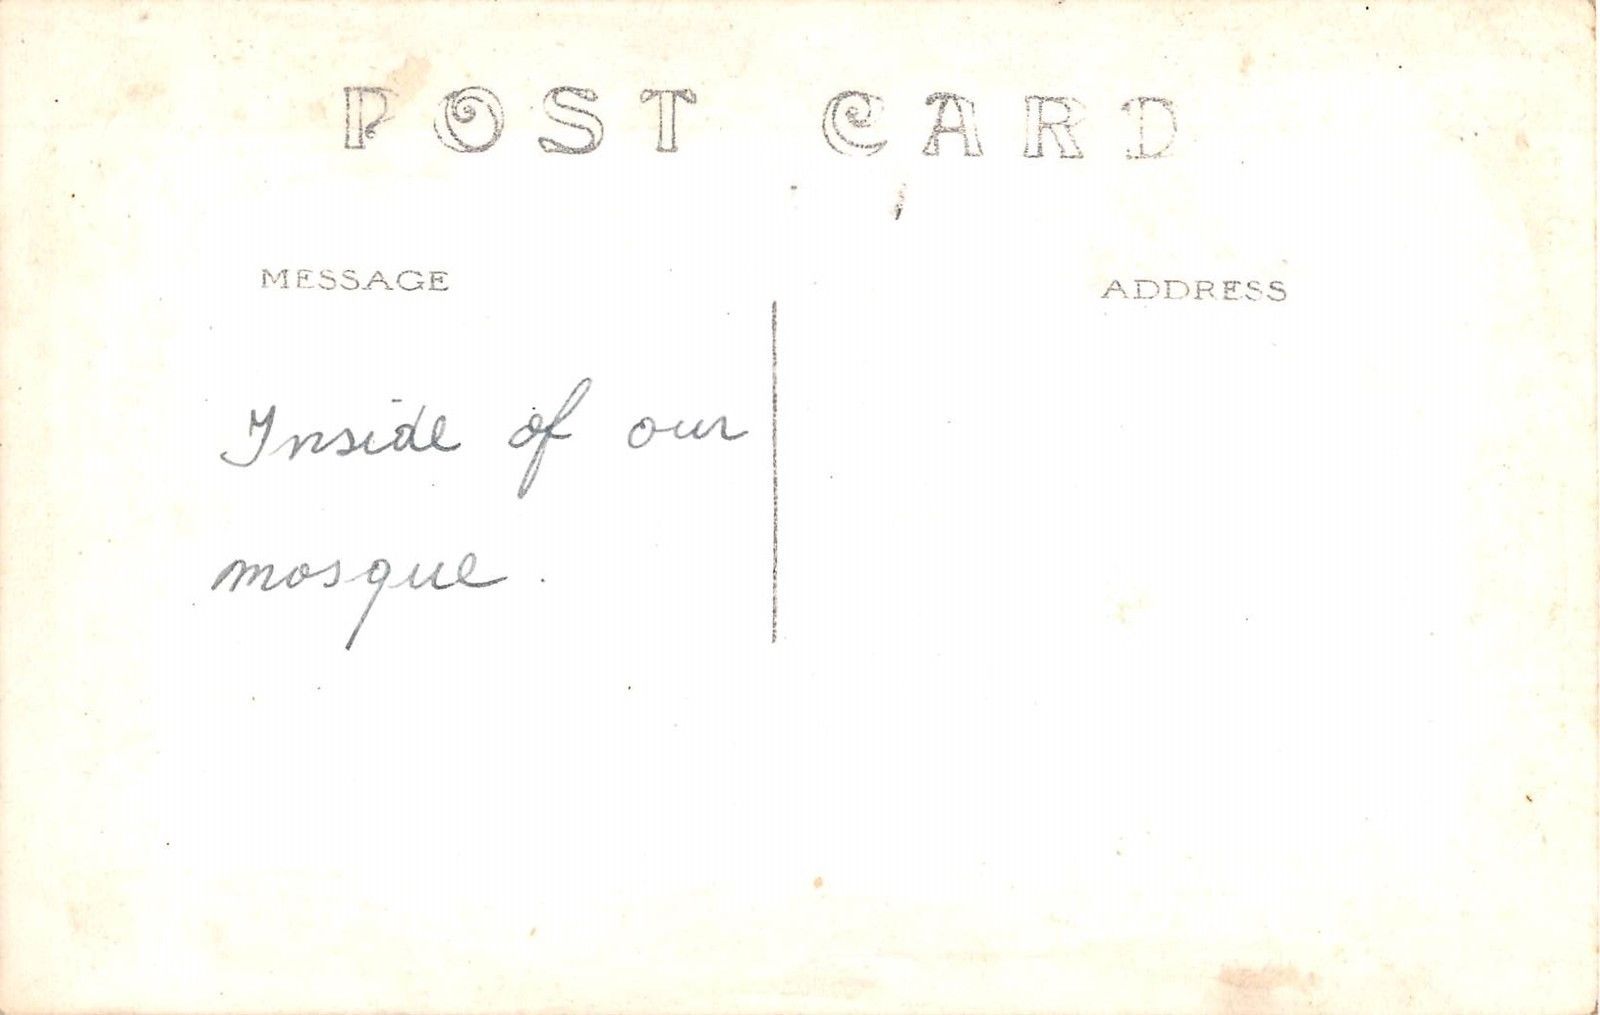 POST CARD
MESSAGE
ADDRESS
Inside of our
mosque.